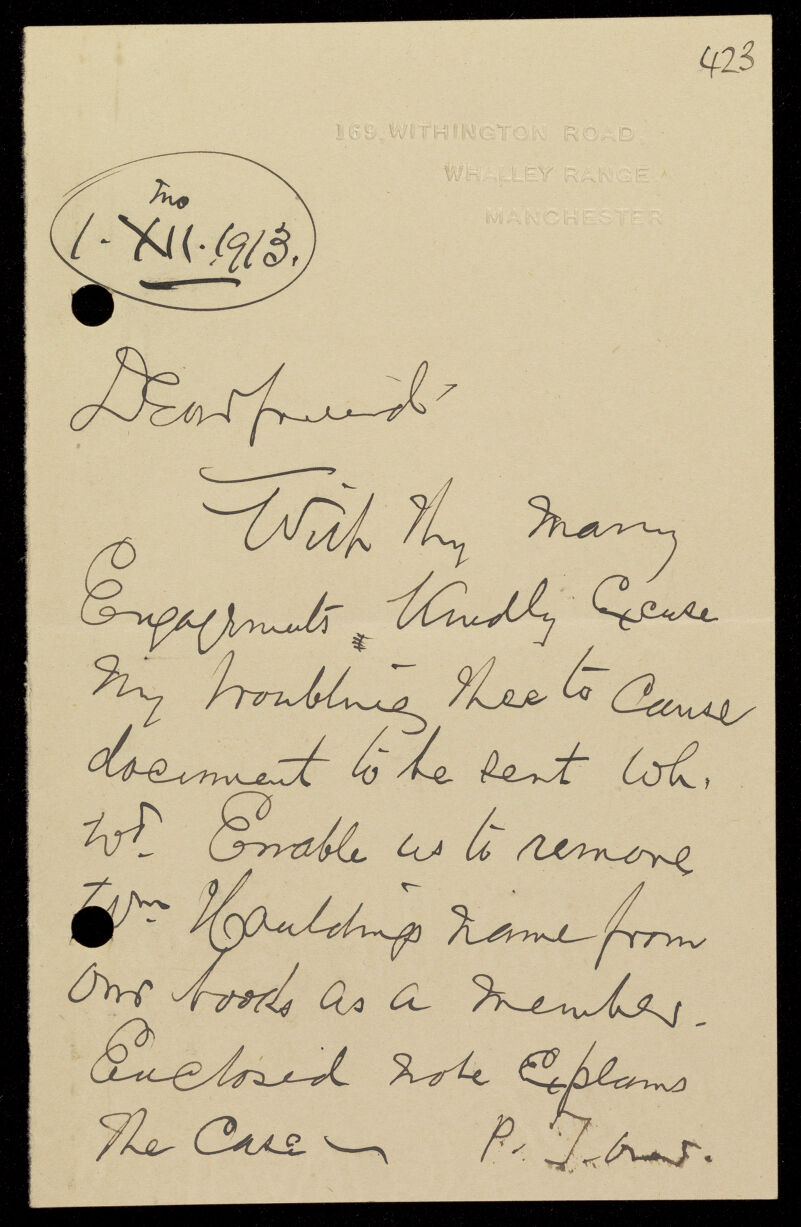 423
169, WITHINGTON ROAD
WHALLEY RANGE
MANCHESTER
1. XII. 1913.
Dear friend
With thy many
Engagements Kindly Excuse
my troubling thee to Cause
document to be sent wh.
wd. Enable us to remove
Wm Hauldings name from
our books as a member.
Enclosed note Explains
the Case — P. T. O.